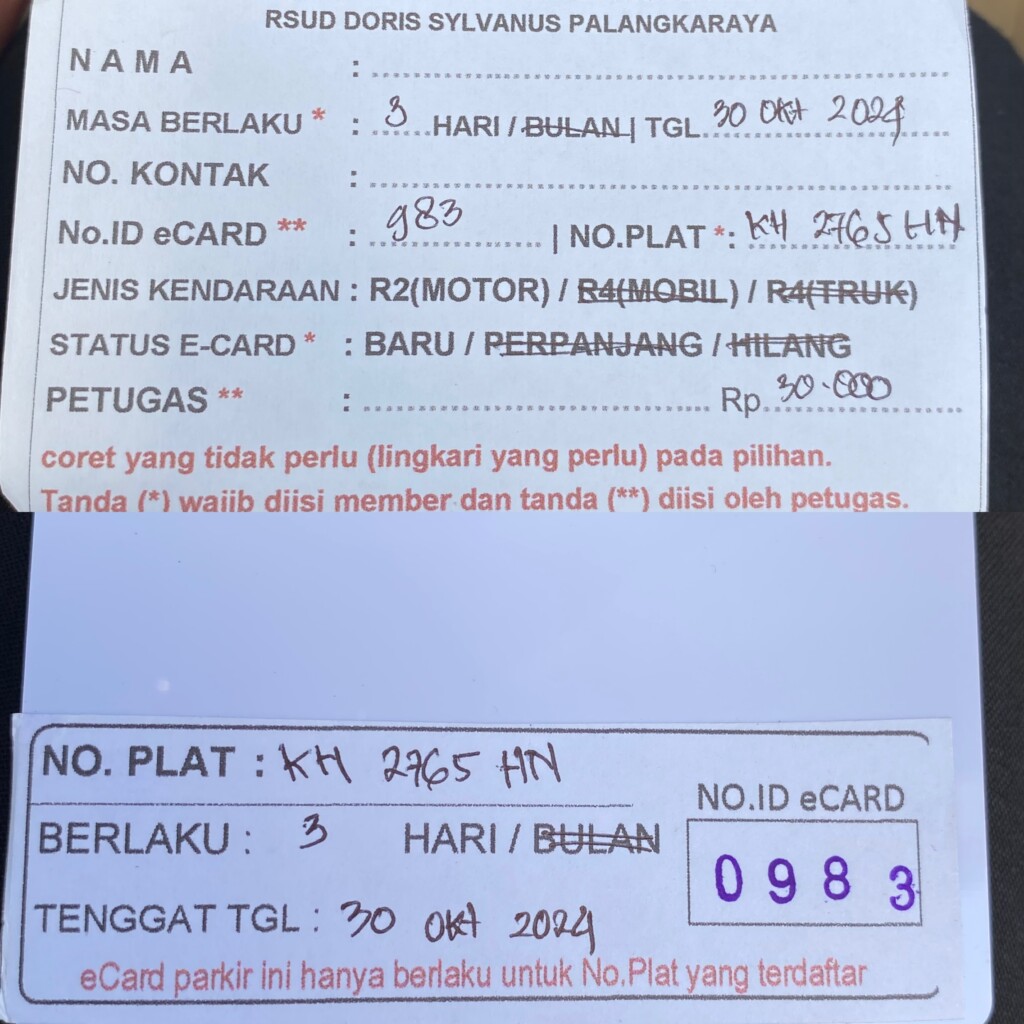 RSUD DORIS SYLVANUS PALANGKARAYA
NAMA : 
MASA BERLAKU * : 3 HARI / BULAN | TGL 30 Okt 2024
NO. KONTAK :
No.ID eCARD ** : 983 | NO.PLAT *: KH 2765 HN
JENIS KENDARAAN : R2(MOTOR) / R4(MOBIL) / R4(TRUK)
STATUS E-CARD * : BARU / PERPANJANG / HILANG
PETUGAS ** : Rp 30.000
coret yang tidak perlu (lingkari yang perlu) pada pilihan.
Tanda (*) wajib diisi member dan tanda (**) diisi oleh petugas.
NO. PLAT : KH 2765 HN
NO.ID eCARD
BERLAKU : 3 HARI / BULAN
0983
TENGGAT TGL : 30 Okt 2024
eCard parkir ini hanya berlaku untuk No.Plat yang terdaftar